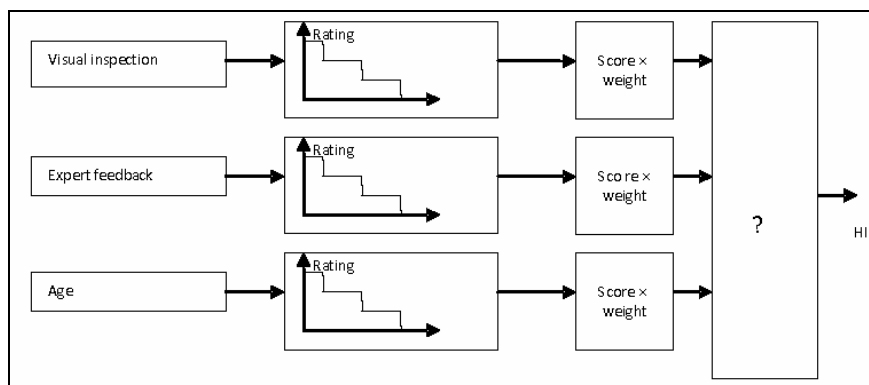 Visual inspection
Rating
Score ×
weight
Expert feedback
Rating
Score ×
weight
?
HI
Age
Rating
Score ×
weight